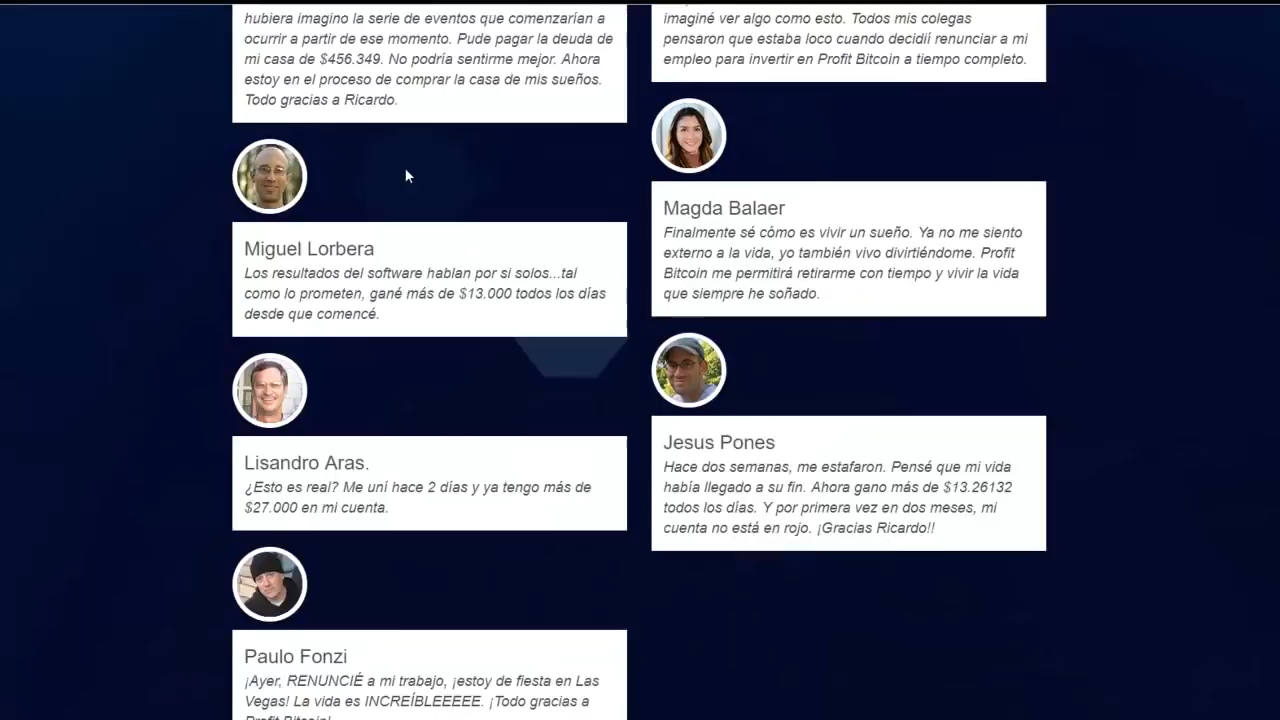 hubiera imagino la serie de eventos que comenzarían a
ocurrir a partir de ese momento. Pude pagar la deuda de
mi casa de $456.349. No podría sentirme mejor. Ahora
estoy en el proceso de comprar la casa de mis sueños.
Todo gracias a Ricardo.
Miguel Lorbera
Los resultados del software hablan por si solos...tal
como lo prometen, gané más de $13.000 todos los días
desde que comencé.
Lisandro Aras.
¿Esto es real? Me uní hace 2 días y ya tengo más de
$27.000 en mi cuenta.
Paulo Fonzi
¡Ayer, RENUNCIÉ a mi trabajo, ¡estoy de fiesta en Las
Vegas! La vida es INCREÍBLEEEEE. ¡Todo gracias a
Profit Bitcoin!
imaginé ver algo como esto. Todos mis colegas
pensaron que estaba loco cuando decidií renunciar a mi
empleo para invertir en Profit Bitcoin a tiempo completo.
Magda Balaer
Finalmente sé cómo es vivir un sueño. Ya no me siento
externo a la vida, yo también vivo divirtiéndome. Profit
Bitcoin me permitirá retirarme con tiempo y vivir la vida
que siempre he soñado.
Jesus Pones
Hace dos semanas, me estafaron. Pensé que mi vida
había llegado a su fin. Ahora gano más de $13.26132
todos los días. Y por primera vez en dos meses, mi
cuenta no está en rojo. ¡Gracias Ricardo!!